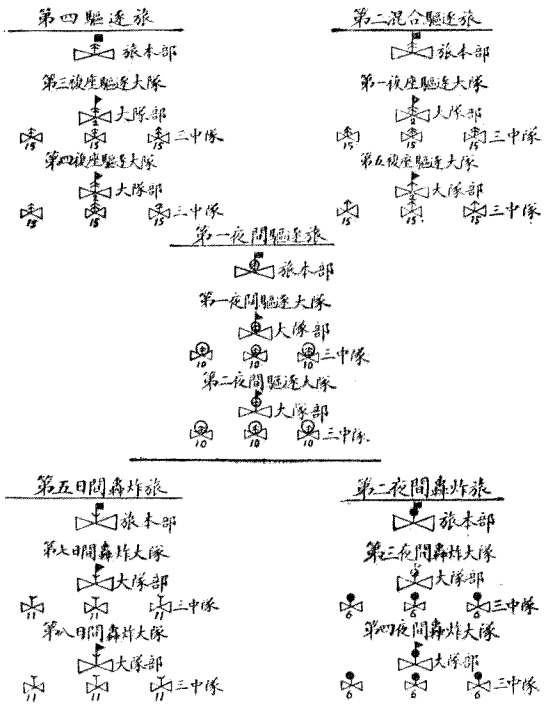 第四驅逐旅
旅本部
第三複座驅逐大隊
2
大隊部
15 15 15 三中隊
第四複座驅逐大隊
大隊部
15 15 15 三中隊
第二混合驅逐旅
旅本部
第一複座驅逐大隊
2
大隊部
15 15 15 三中隊
第五複座驅逐大隊
大隊部
15 15 15 三中隊
第一夜間驅逐旅
旅本部
第一夜間驅逐大隊
大隊部
10 10 10 三中隊
第二夜間驅逐大隊
大隊部
10 10 10 三中隊
第五日間轟炸旅
旅本部
第七日間轟炸大隊
大隊部
11 11 11 三中隊
第八日間轟炸大隊
大隊部
11 11 11 三中隊
第二夜間轟炸旅
旅本部
第三夜間轟炸大隊
大隊部
6 6 6 三中隊
第四夜間轟炸大隊
大隊部
6 6 6 三中隊